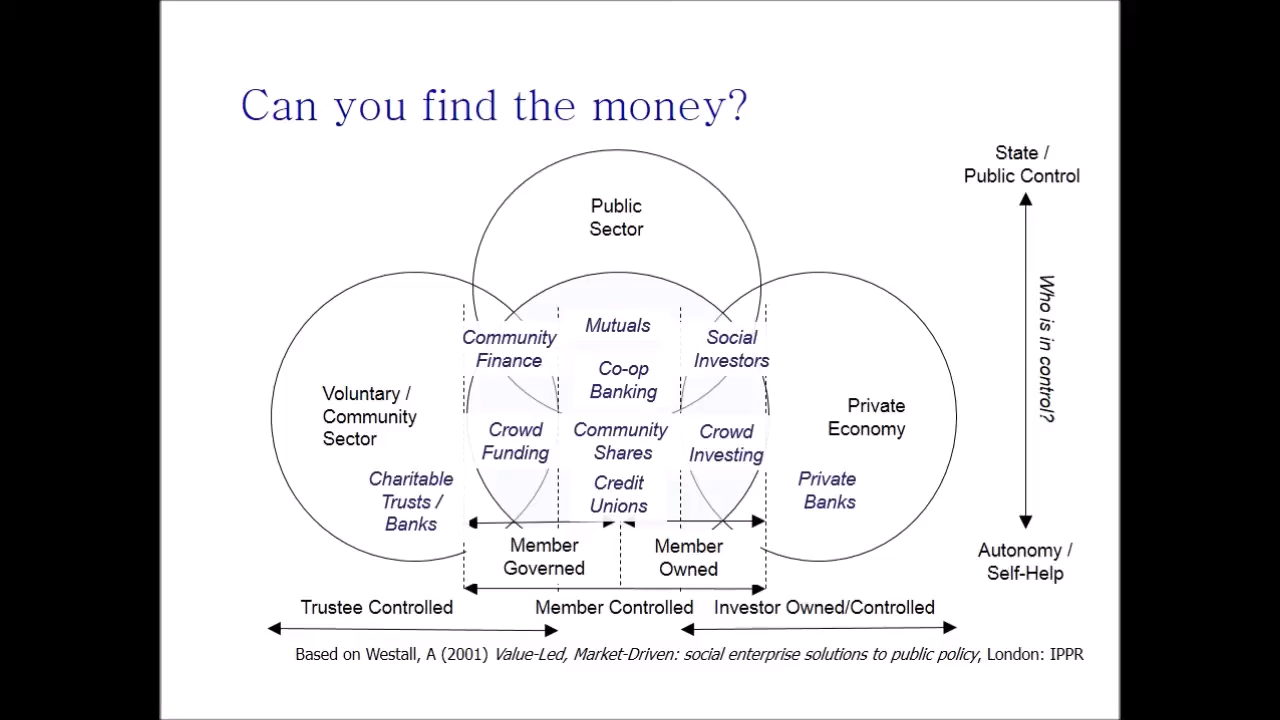 Can you find the money?
State /
Public Control
Public
Sector
Who is in control?
Community
Finance
Mutuals
Social
Investors
Co-op
Banking
Voluntary /
Community
Sector
Private
Economy
Crowd
Funding
Community
Shares
Crowd
Investing
Charitable
Trusts /
Banks
Credit
Unions
Private
Banks
Member
Governed
Member
Owned
Autonomy /
Self-Help
Trustee Controlled
Member Controlled
Investor Owned/Controlled
Based on Westall, A (2001) Value-Led, Market-Driven: social enterprise solutions to public policy, London: IPPR